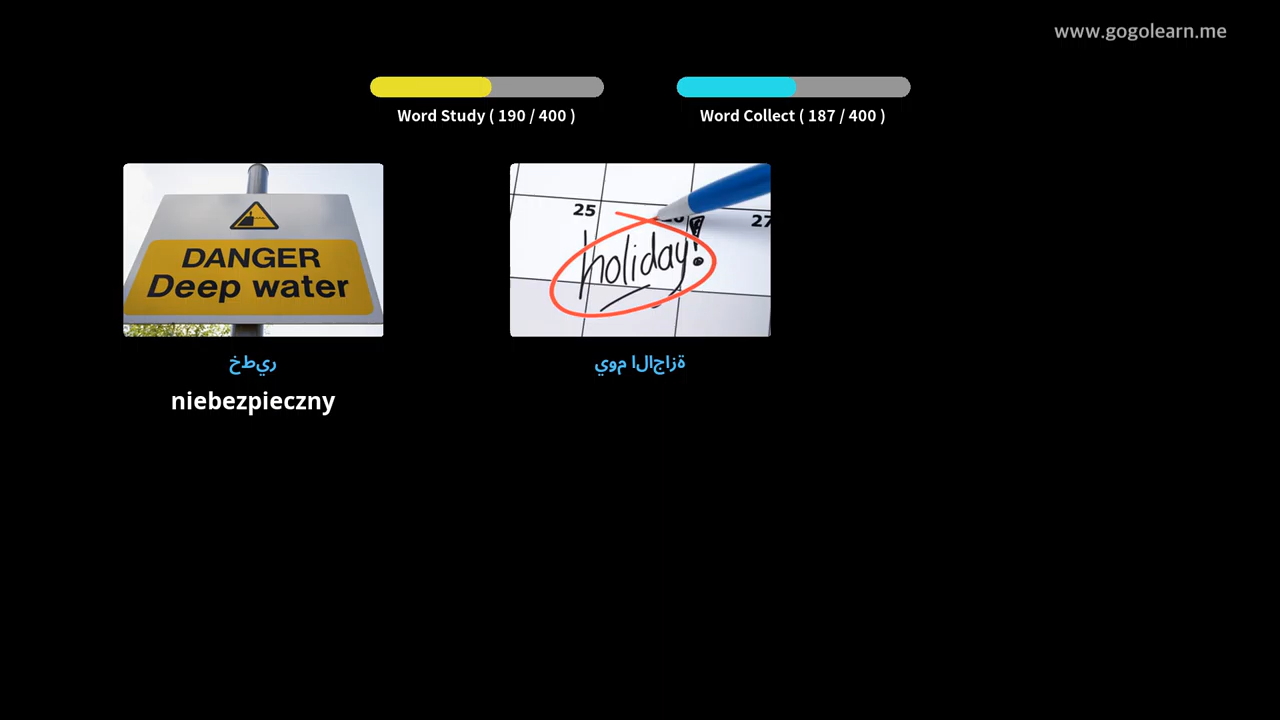 www.gogolearn.me
Word Study ( 190 / 400 )
Word Collect ( 187 / 400 )
DANGER
Deep water
25
27
holiday!
خطير
يوم الاجازة
niebezpieczny